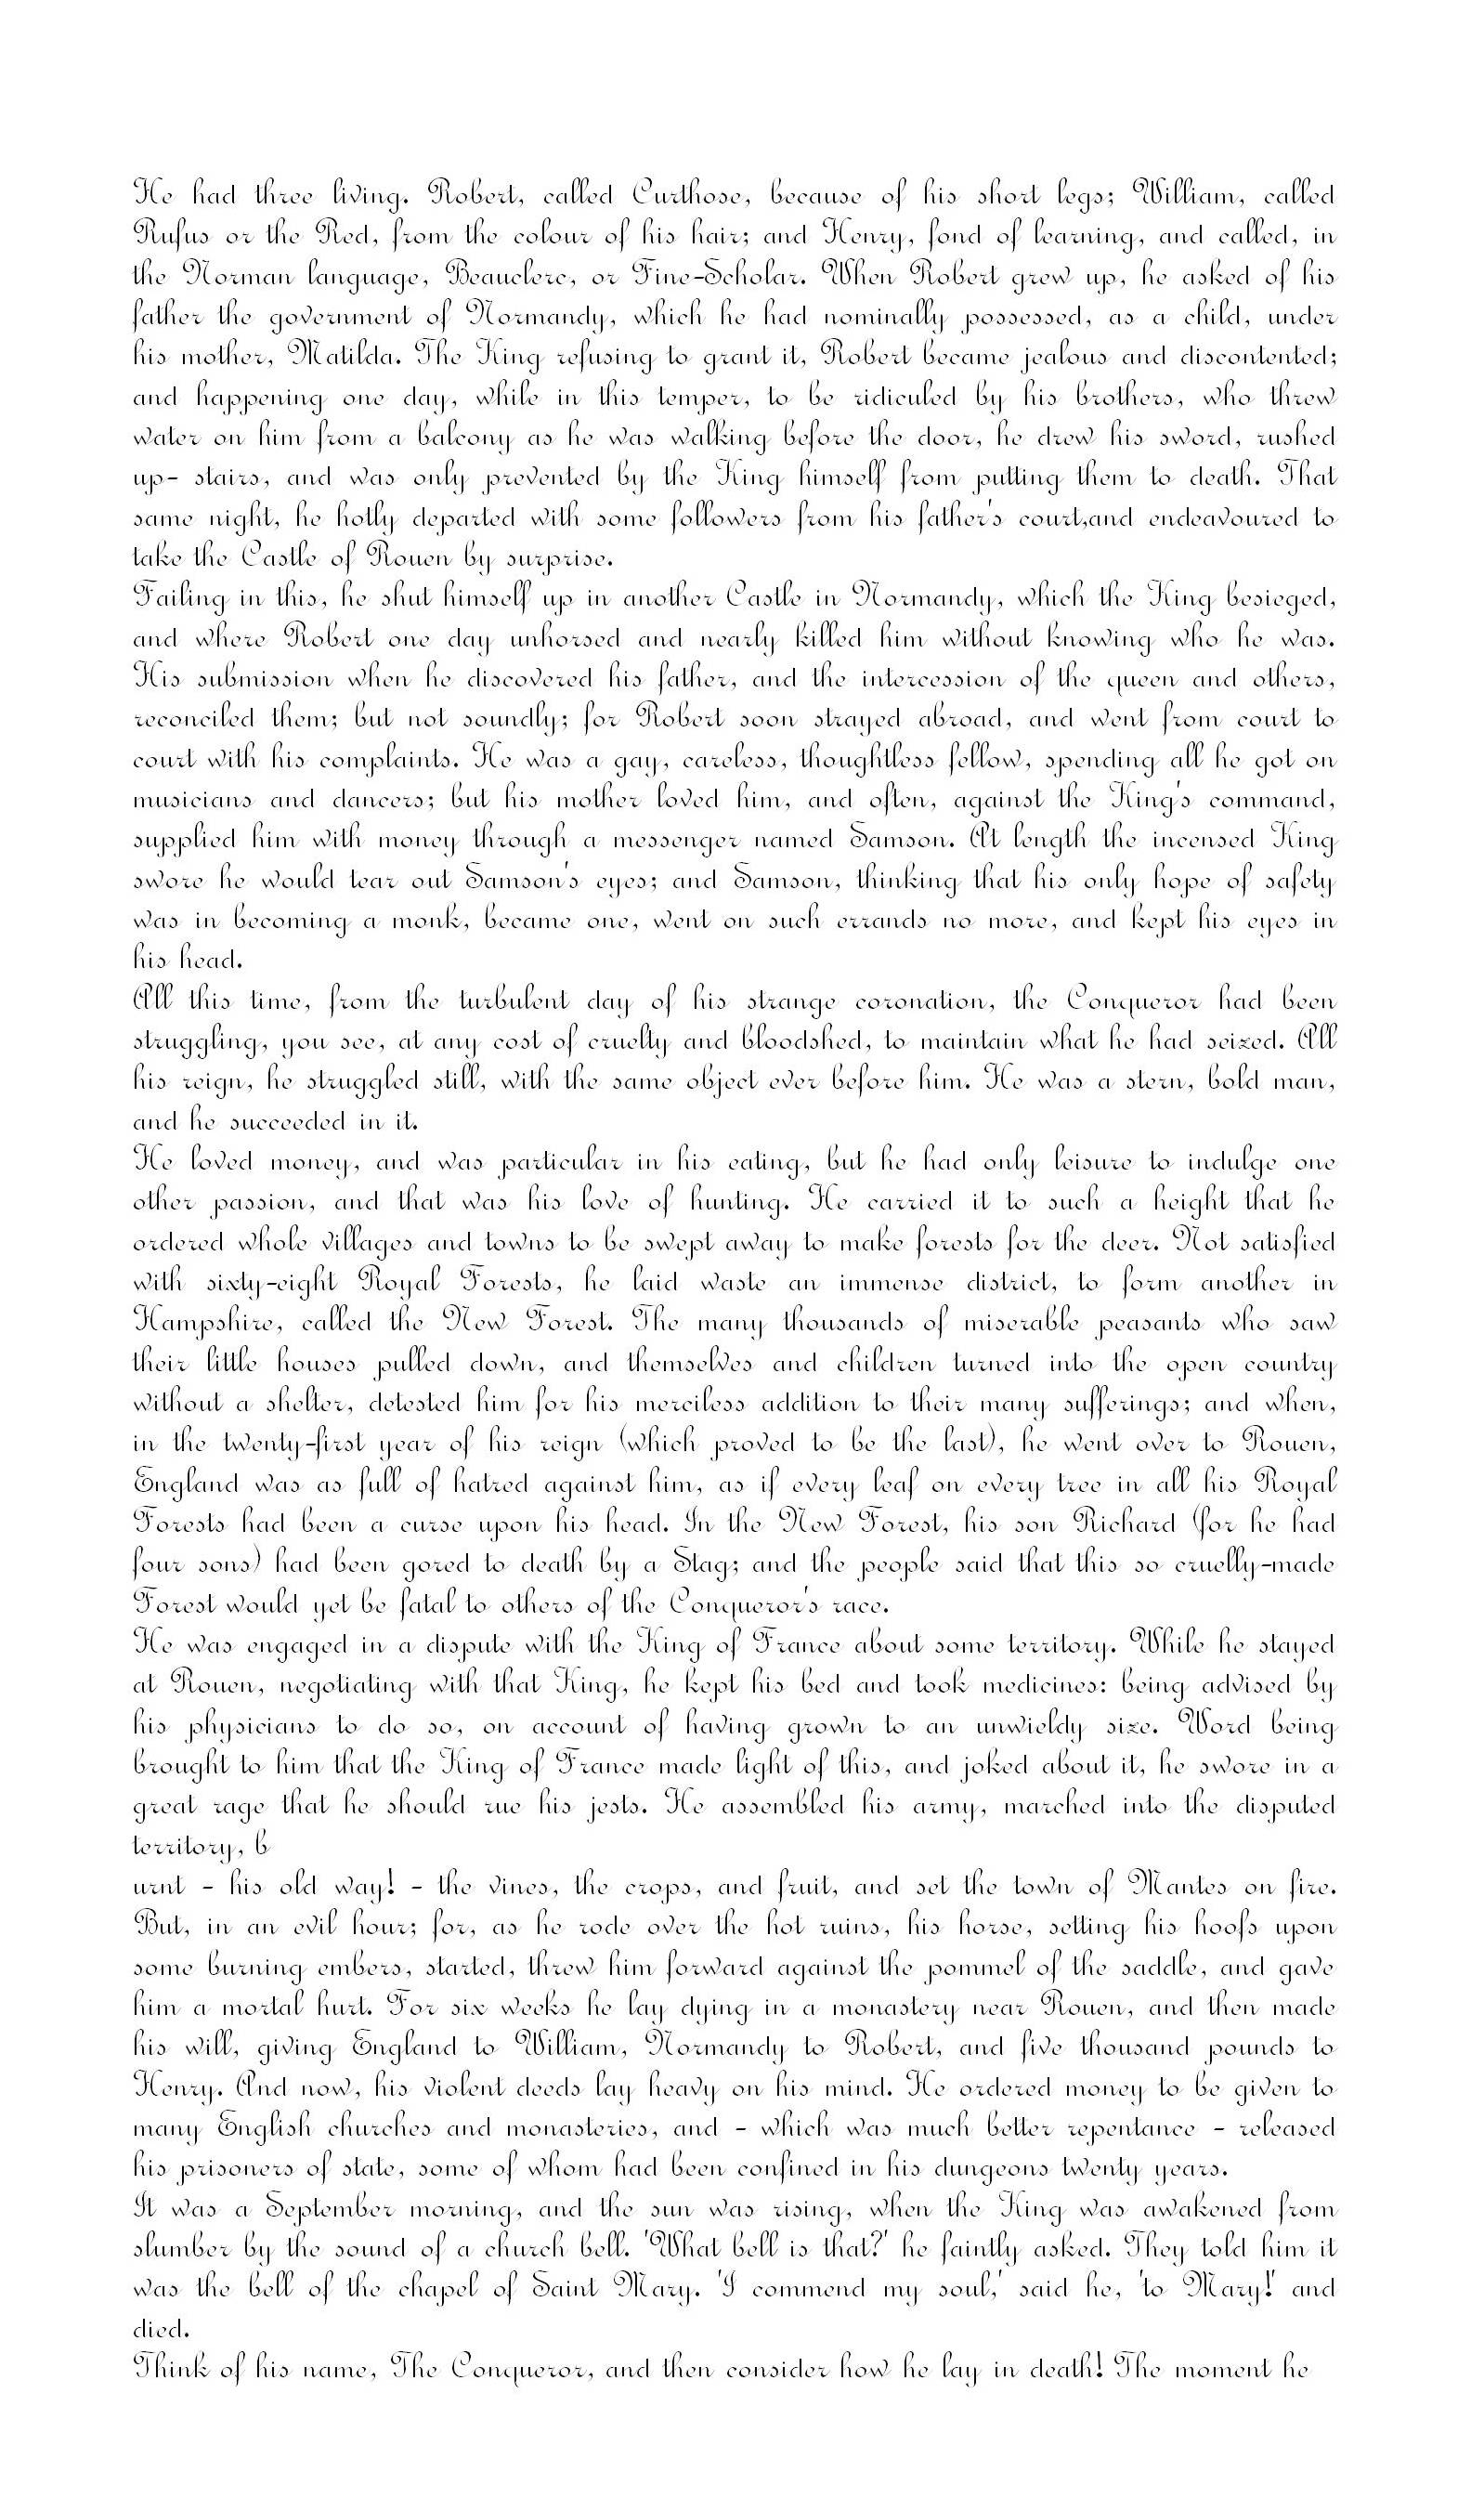 He had three living. Robert, called Curthose, because of his short legs; William, called
Rufus or the Red, from the colour of his hair; and Henry, fond of learning, and called, in
the Norman language, Beauclerc, or Fine-Scholar. When Robert grew up, he asked of his
father the government of Normandy, which he had nominally possessed, as a child, under
his mother, Matilda. The King refusing to grant it, Robert became jealous and discontented;
and happening one day, while in this temper, to be ridiculed by his brothers, who threw
water on him from a balcony as he was walking before the door, he drew his sword, rushed
up- stairs, and was only prevented by the King himself from putting them to death. That
same night, he hotly departed with some followers from his father's court,and endeavoured to
take the Castle of Rouen by surprise.
Failing in this, he shut himself up in another Castle in Normandy, which the King besieged,
and where Robert one day unhorsed and nearly killed him without knowing who he was.
His submission when he discovered his father, and the intercession of the queen and others,
reconciled them; but not soundly; for Robert soon strayed abroad, and went from court to
court with his complaints. He was a gay, careless, thoughtless fellow, spending all he got on
musicians and dancers; but his mother loved him, and often, against the King's command,
supplied him with money through a messenger named Samson. At length the incensed King
swore he would tear out Samson's eyes; and Samson, thinking that his only hope of safety
was in becoming a monk, became one, went on such errands no more, and kept his eyes in
his head.
All this time, from the turbulent day of his strange coronation, the Conqueror had been
struggling, you see, at any cost of cruelty and bloodshed, to maintain what he had seized. All
his reign, he struggled still, with the same object ever before him. He was a stern, bold man,
and he succeeded in it.
He loved money, and was particular in his eating, but he had only leisure to indulge one
other passion, and that was his love of hunting. He carried it to such a height that he
ordered whole villages and towns to be swept away to make forests for the deer. Not satisfied
with sixty-eight Royal Forests, he laid waste an immense district, to form another in
Hampshire, called the New Forest. The many thousands of miserable peasants who saw
their little houses pulled down, and themselves and children turned into the open country
without a shelter, detested him for his merciless addition to their many sufferings; and when,
in the twenty-first year of his reign (which proved to be the last), he went over to Rouen,
England was as full of hatred against him, as if every leaf on every tree in all his Royal
Forests had been a curse upon his head. In the New Forest, his son Richard (for he had
four sons) had been gored to death by a Stag; and the people said that this so cruelly-made
Forest would yet be fatal to others of the Conqueror's race.
He was engaged in a dispute with the King of France about some territory. While he stayed
at Rouen, negotiating with that King, he kept his bed and took medicines: being advised by
his physicians to do so, on account of having grown to an unwieldy size. Word being
brought to him that the King of France made light of this, and joked about it, he swore in a
great rage that he should rue his jests. He assembled his army, marched into the disputed
territory, b
urnt - his old way! - the vines, the crops, and fruit, and set the town of Mantes on fire.
But, in an evil hour; for, as he rode over the hot ruins, his horse, setting his hoofs upon
some burning embers, started, threw him forward against the pommel of the saddle, and gave
him a mortal hurt. For six weeks he lay dying in a monastery near Rouen, and then made
his will, giving England to William, Normandy to Robert, and five thousand pounds to
Henry. And now, his violent deeds lay heavy on his mind. He ordered money to be given to
many English churches and monasteries, and - which was much better repentance - released
his prisoners of state, some of whom had been confined in his dungeons twenty years.
It was a September morning, and the sun was rising, when the King was awakened from
slumber by the sound of a church bell. 'What bell is that?' he faintly asked. They told him it
was the bell of the chapel of Saint Mary. 'I commend my soul,' said he, 'to Mary!' and
died.
Think of his name, The Conqueror, and then consider how he lay in death! The moment he